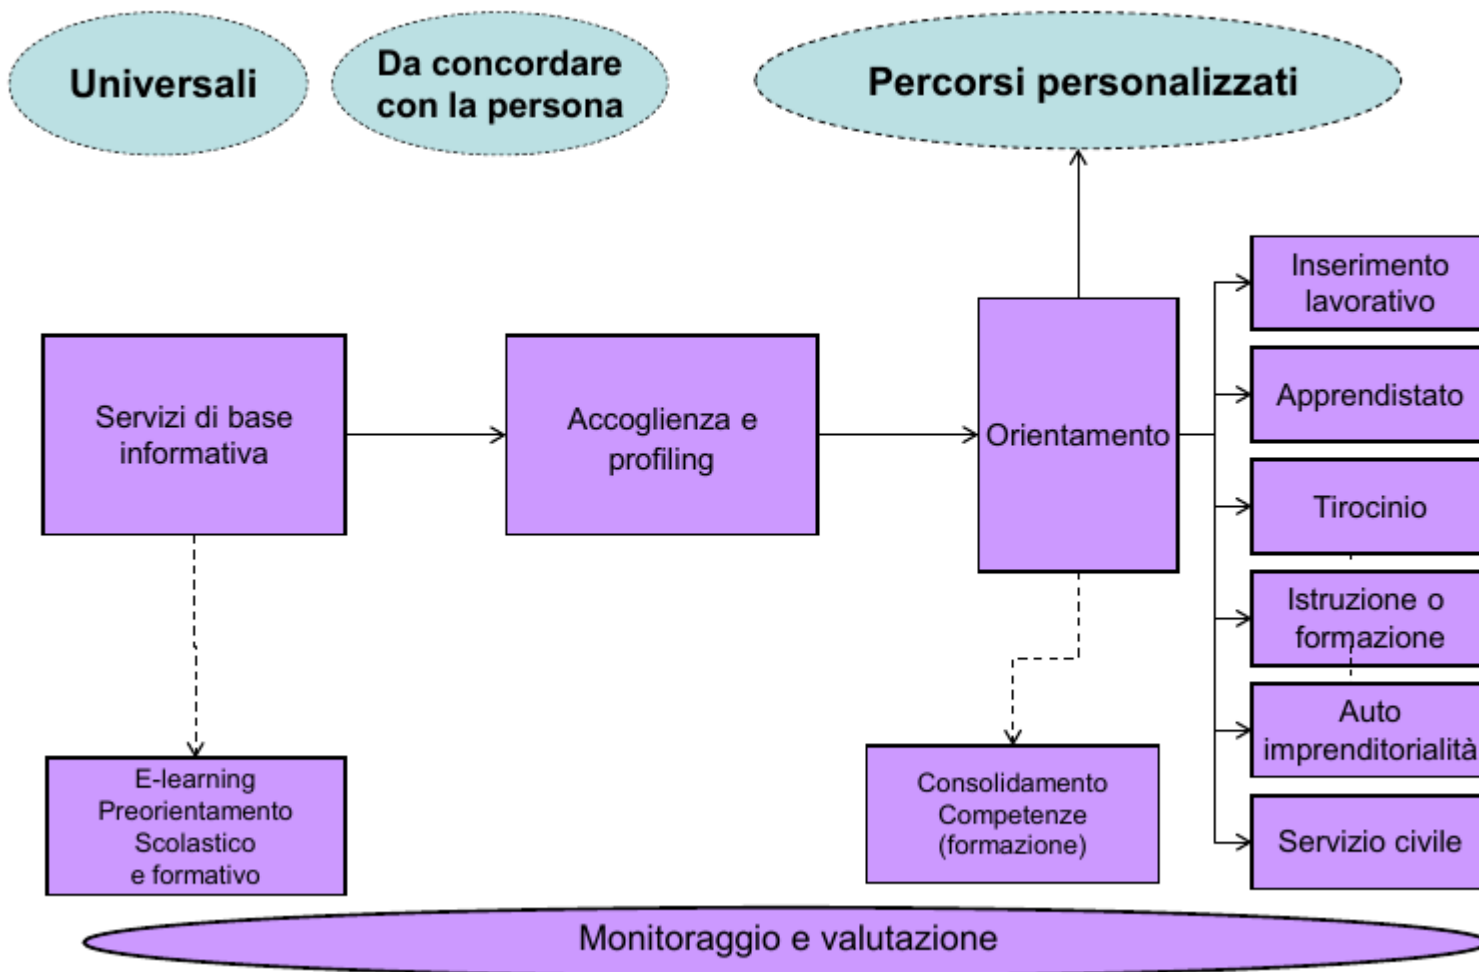 Universali
Da concordare
con la persona
Percorsi personalizzati
Servizi di base
informativa
Accoglienza e
profiling
Orientamento
Inserimento
lavorativo
Apprendistato
Tirocinio
Istruzione o
formazione
Auto
imprenditorialità
Servizio civile
E-learning
Preorientamento
Scolastico
e formativo
Consolidamento
Competenze
(formazione)
Monitoraggio e valutazione